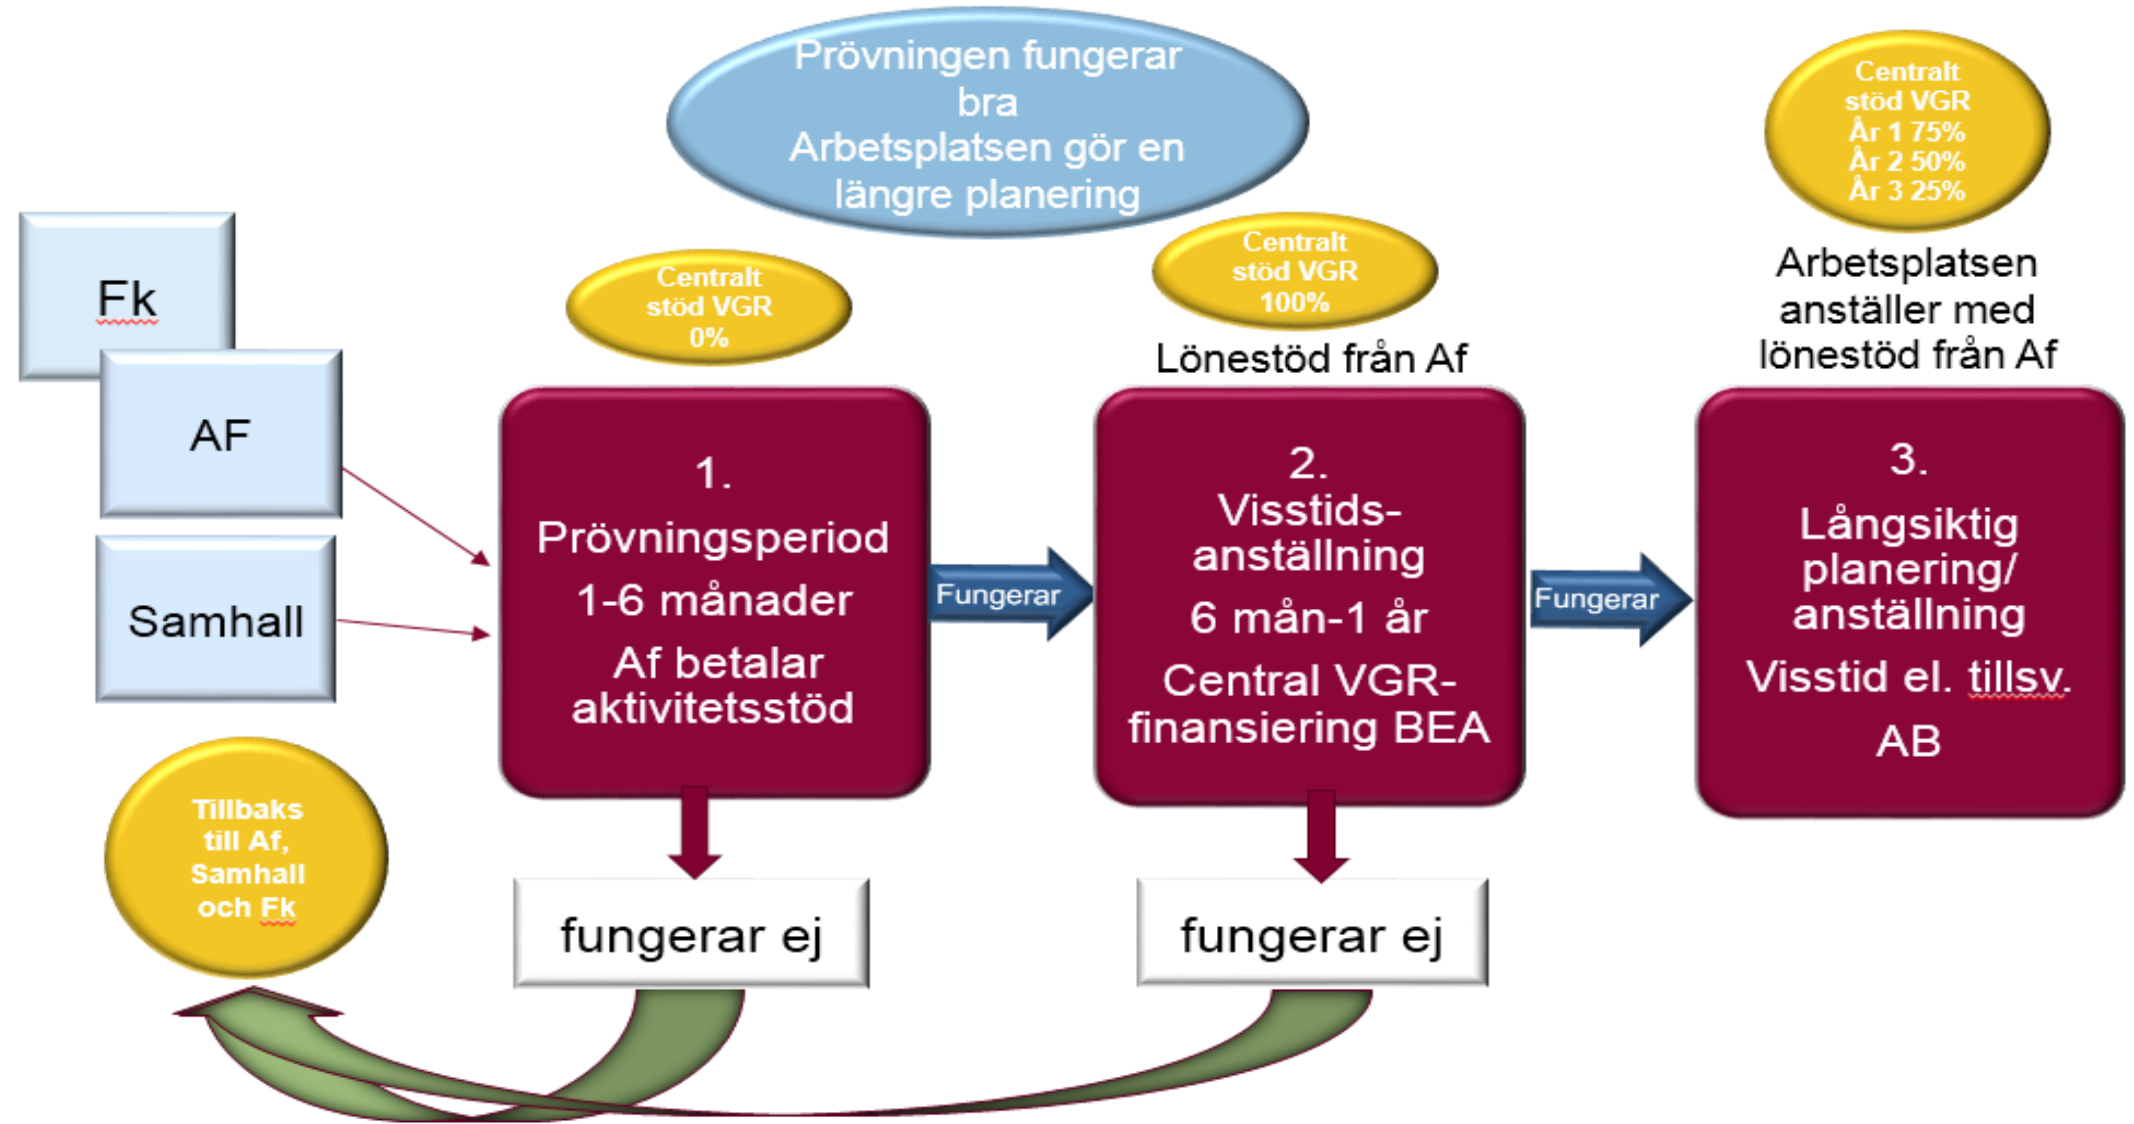 Prövningen fungerar
bra
Arbetsplatsen gör en
längre planering
Centralt
stöd VGR
År 1 75%
År 2 50%
År 3 25%
Fk
AF
Samhall
Centralt
stöd VGR
0%
Centralt
stöd VGR
100%
Lönestöd från Af
Arbetsplatsen
anställer med
lönestöd från Af
1.
Prövningsperiod
1-6 månader
Af betalar
aktivitetsstöd
Fungerar
2.
Visstids-
anställning
6 mån-1 år
Central VGR-
finansiering BEA
Fungerar
3.
Långsiktig
planering/
anställning
Visstid el. tillsv.
AB
Tillbaks
till Af,
Samhall
och Fk
fungerar ej
fungerar ej